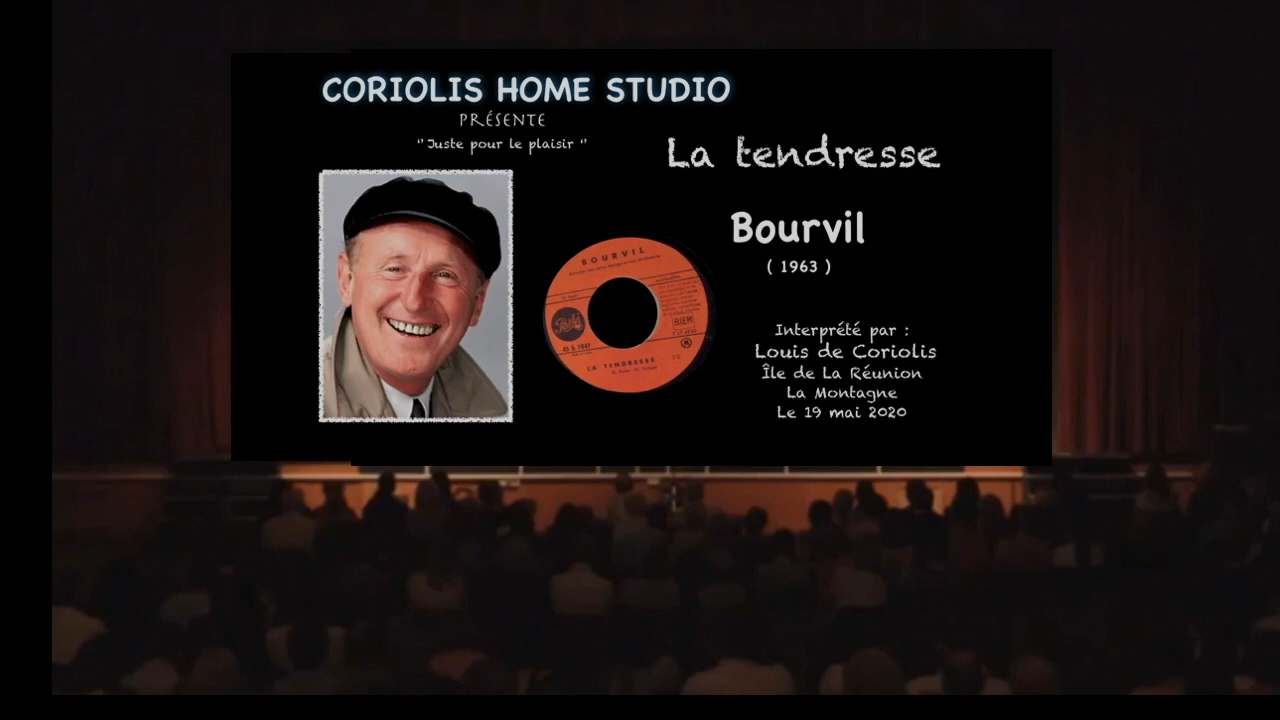 CORIOLIS HOME STUDIO
PRÉSENTE
" Juste pour le plaisir "
La tendresse
Bourvil
( 1963 )
BOURVIL
BIEM
LA TENDRESSE
Interprété par :
Louis de Coriolis
Île de La Réunion
La Montagne
Le 19 mai 2020